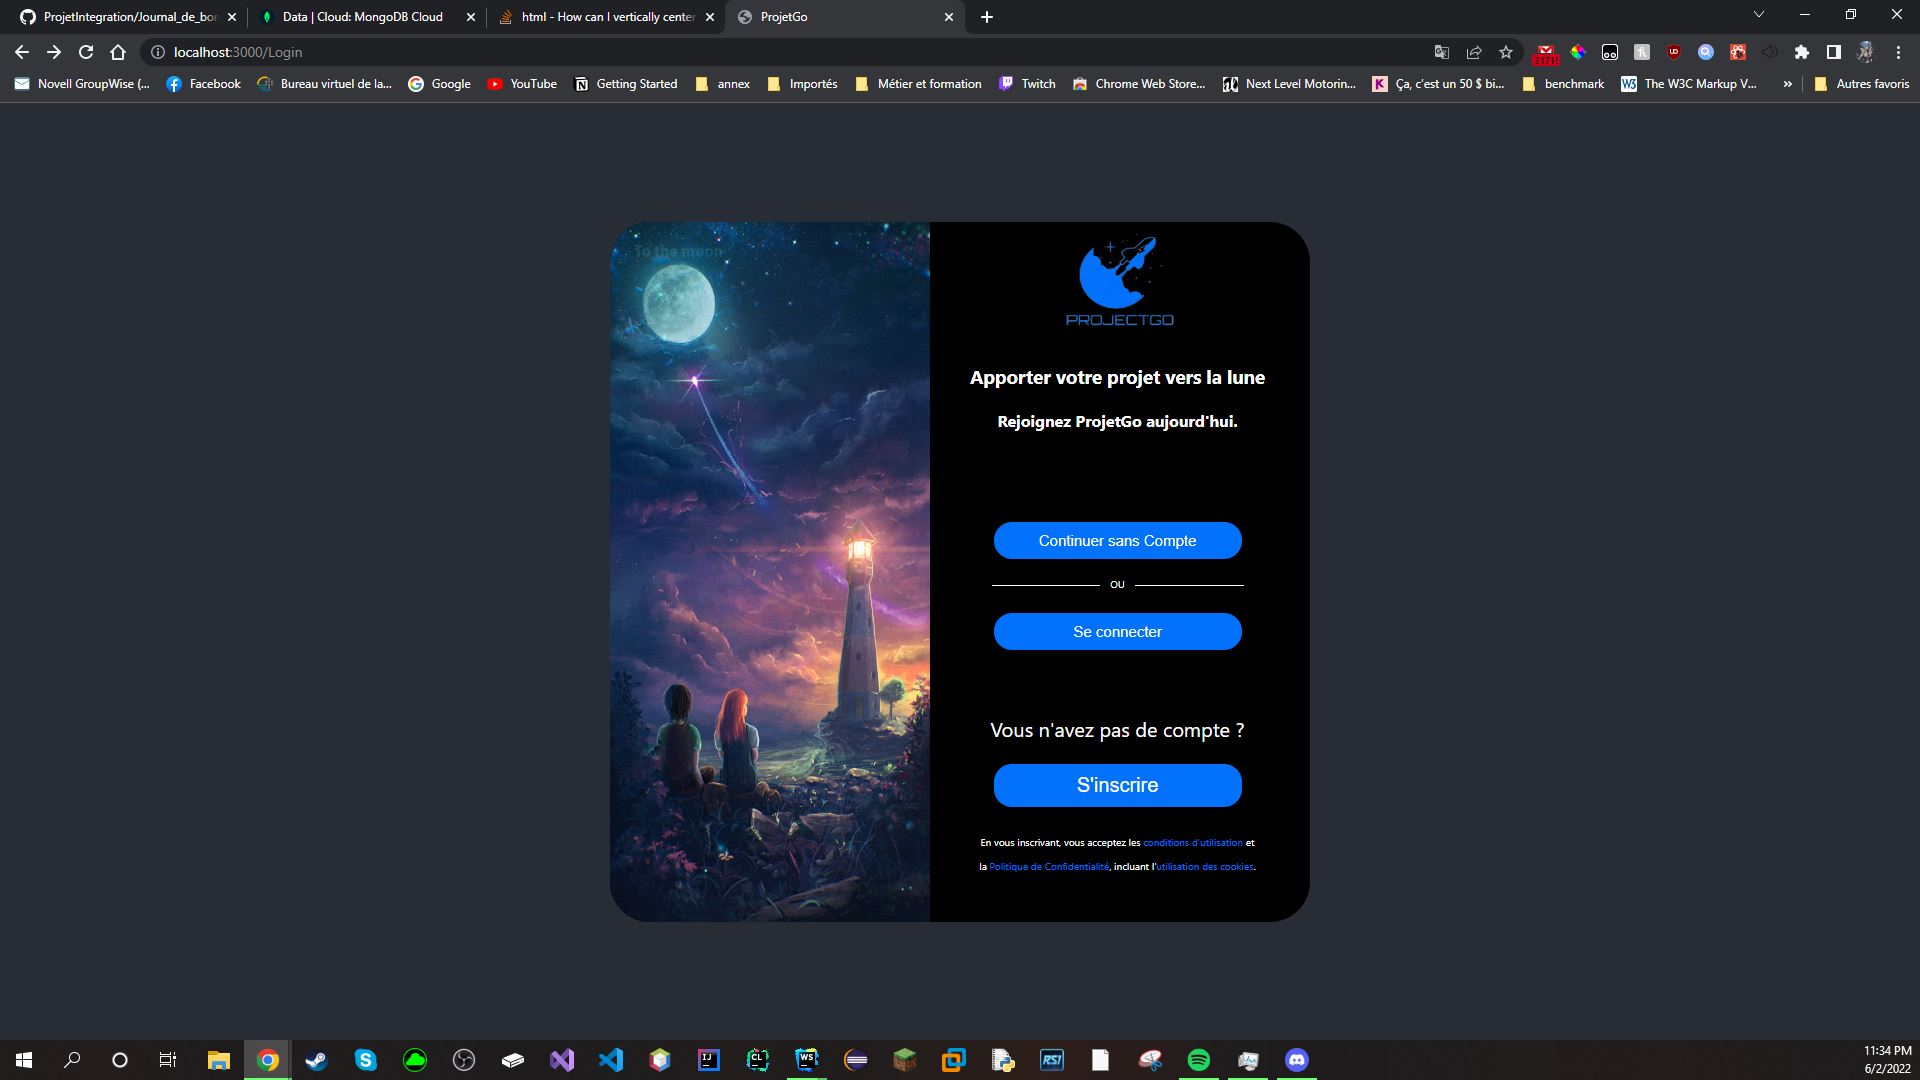 ProjetIntegration/Journal_de_bor
Data | Cloud: MongoDB Cloud
html - How can I vertically center
ProjetGo
localhost:3000/Login
31711
Novell GroupWise (...
Facebook
Bureau virtuel de la...
Google
YouTube
Getting Started
annex
Importés
Métier et formation
Twitch
Chrome Web Store...
Next Level Motorin...
Ça, c'est un 50 $ bi...
benchmark
The W3C Markup V...
»
Autres favoris
To the moon
PROJECTGO
Apporter votre projet vers la lune
Rejoignez ProjetGo aujourd'hui.
Continuer sans Compte
OU
Se connecter
Vous n'avez pas de compte ?
S'inscrire
En vous inscrivant, vous acceptez les conditions d'utilisation et
la Politique de Confidentialité, incluant l'utilisation des cookies.
11:34 PM
6/2/2022